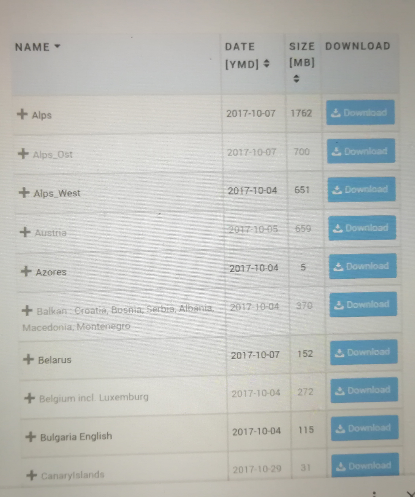 NAME DATE SIZE DOWNLOAD
[YMD] [MB]
Alps 2017-10-07 1762 Download
Alps_Ost 2017-10-07 700 Download
Alps_West 2017-10-04 651 Download
Austria 2017-10-05 659 Download
Azores 2017-10-04 5 Download
Balkan : Croatia, Bosnia, Serbia, Albania, 2017-10-04 370 Download
Macedonia, Montenegro
Belarus 2017-10-07 152 Download
Belgium incl. Luxemburg 2017-10-04 272 Download
Bulgaria English 2017-10-04 115 Download
CanaryIslands 2017-10-29 31 Download